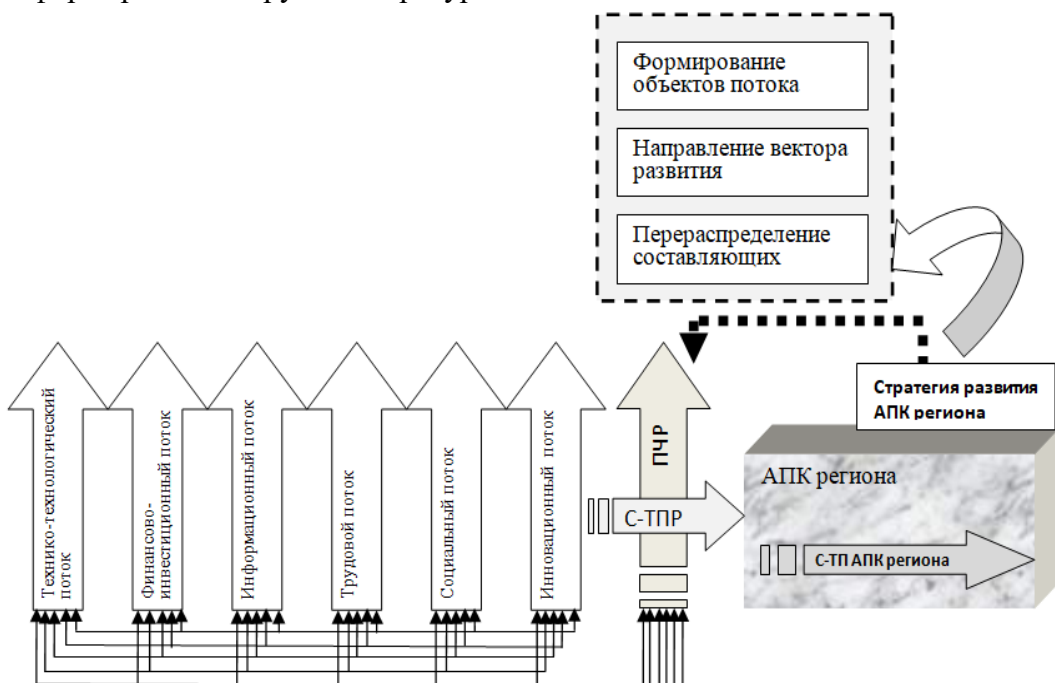 Формирование
объектов потока
Направление вектора
развития
Перераспределение
составляющих
Стратегия развития
АПК региона
Технико-технологический
поток
Финансово-
инвестиционный поток
Информационный поток
Трудовой поток
Социальный поток
Инновационный поток
ПЧР
С-ТПР
АПК региона
С-ТП АПК региона